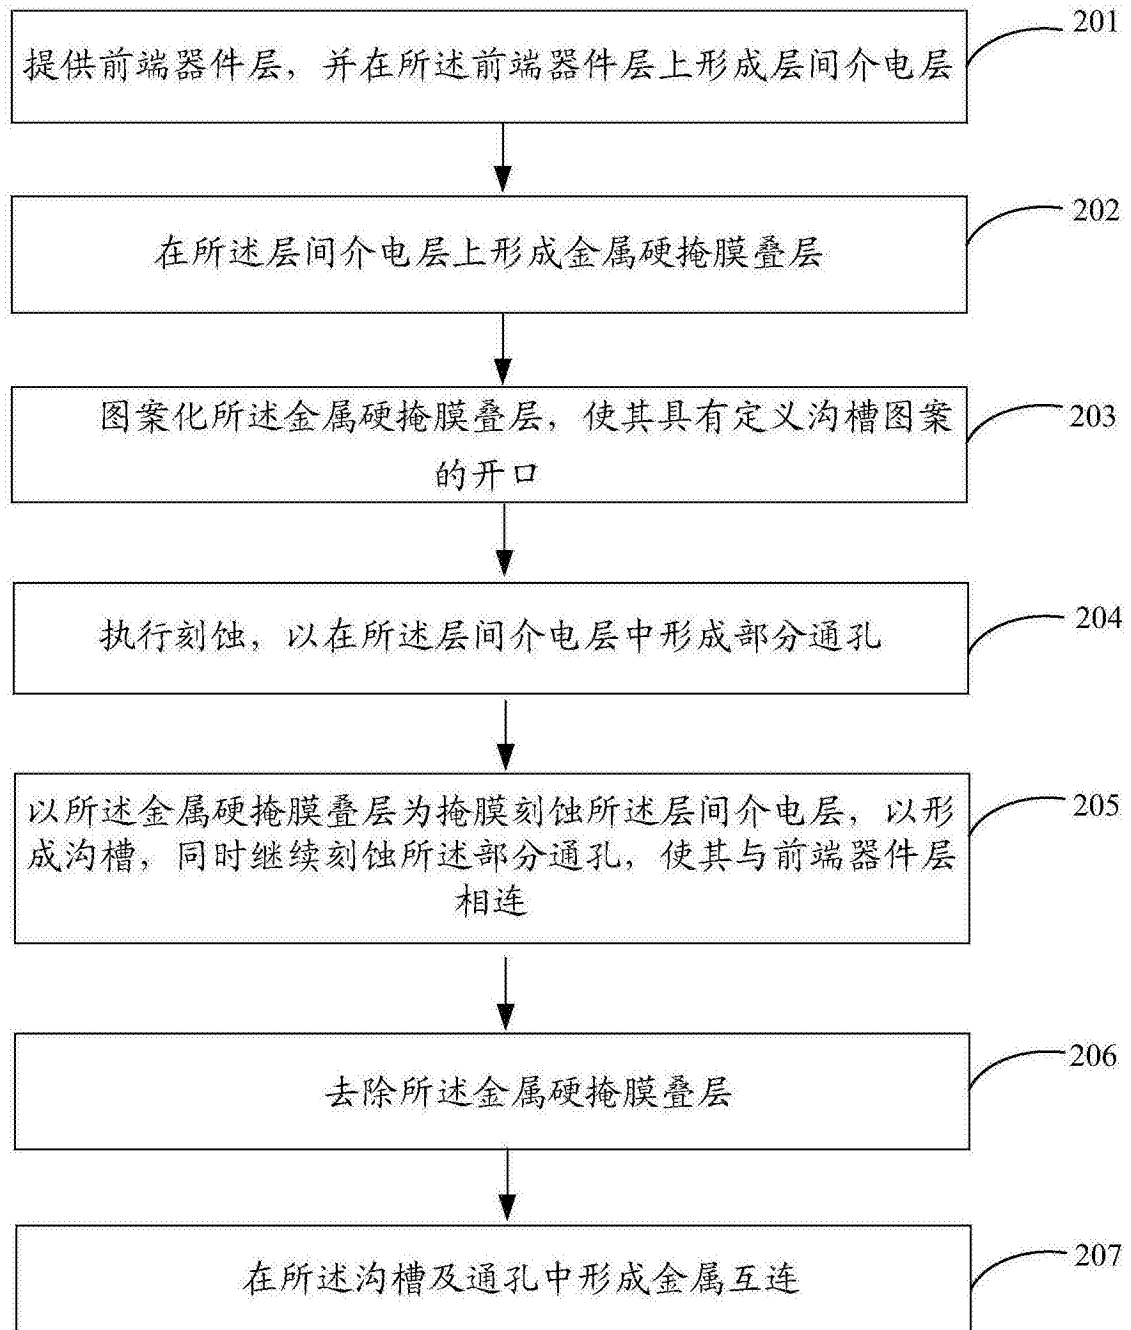 提供前端器件层，并在所述前端器件层上形成层间介电层
201
在所述层间介电层上形成金属硬掩膜叠层
202
图案化所述金属硬掩膜叠层，使其具有定义沟槽图案
的开口
203
执行刻蚀，以在所述层间介电层中形成部分通孔
204
以所述金属硬掩膜叠层为掩膜刻蚀所述层间介电层，以形
成沟槽，同时继续刻蚀所述部分通孔，使其与前端器件层
相连
205
去除所述金属硬掩膜叠层
206
在所述沟槽及通孔中形成金属互连
207